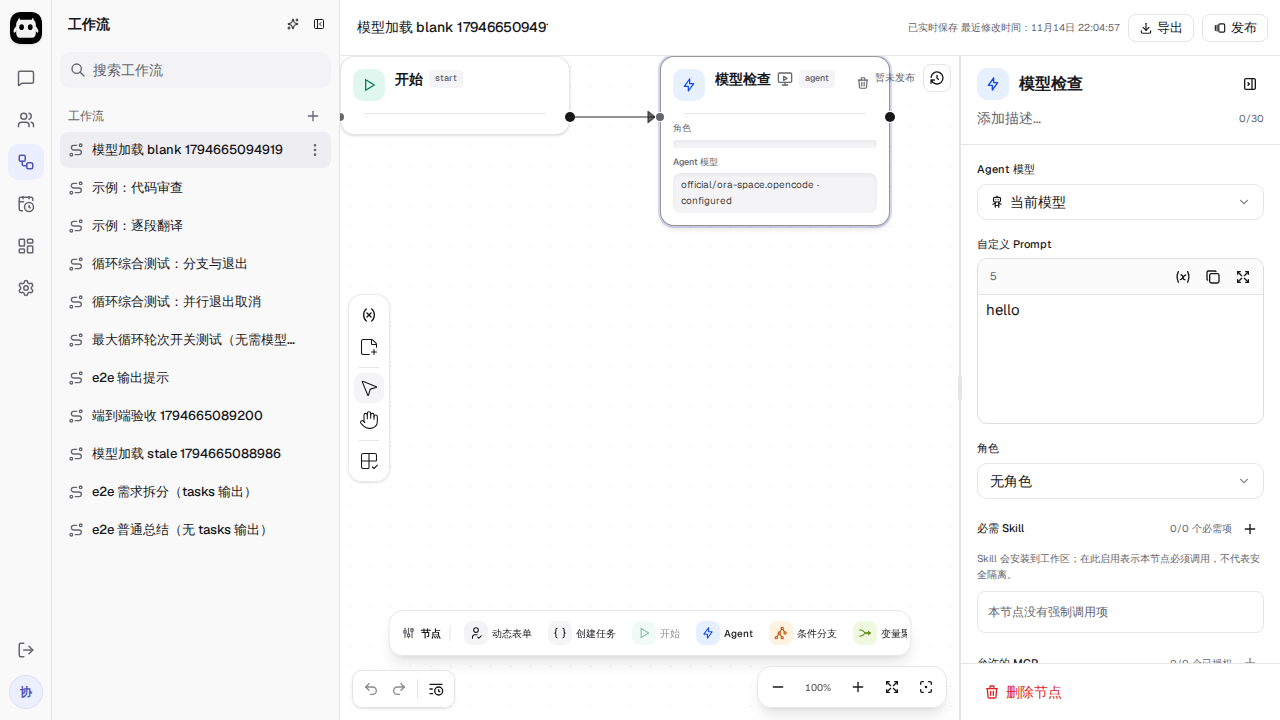 工作流
搜索工作流
工作流
模型加载 blank 1794665094919
示例：代码审查
示例：逐段翻译
循环综合测试：分支与退出
循环综合测试：并行退出取消
最大循环轮次开关测试（无需模型...
e2e 输出提示
端到端验收 1794665089200
模型加载 stale 1794665088986
e2e 需求拆分（tasks 输出）
e2e 普通总结（无 tasks 输出）
协
模型加载 blank 1794665094919
已实时保存 最近修改时间：11月14日 22:04:57
导出
发布
开始
start
模型检查
agent
暂未发布
角色
Agent 模型
official/ora-space.opencode ·
configured
节点
动态表单
创建任务
开始
Agent
条件分支
变量聚
100%
模型检查
添加描述...
0/30
Agent 模型
当前模型
自定义 Prompt
5
hello
角色
无角色
必需 Skill
0/0 个必需项
Skill 会安装到工作区；在此启用表示本节点必须调用，不代表安
全隔离。
本节点没有强制调用项
允许的 MCP
0/0 个已授权
删除节点